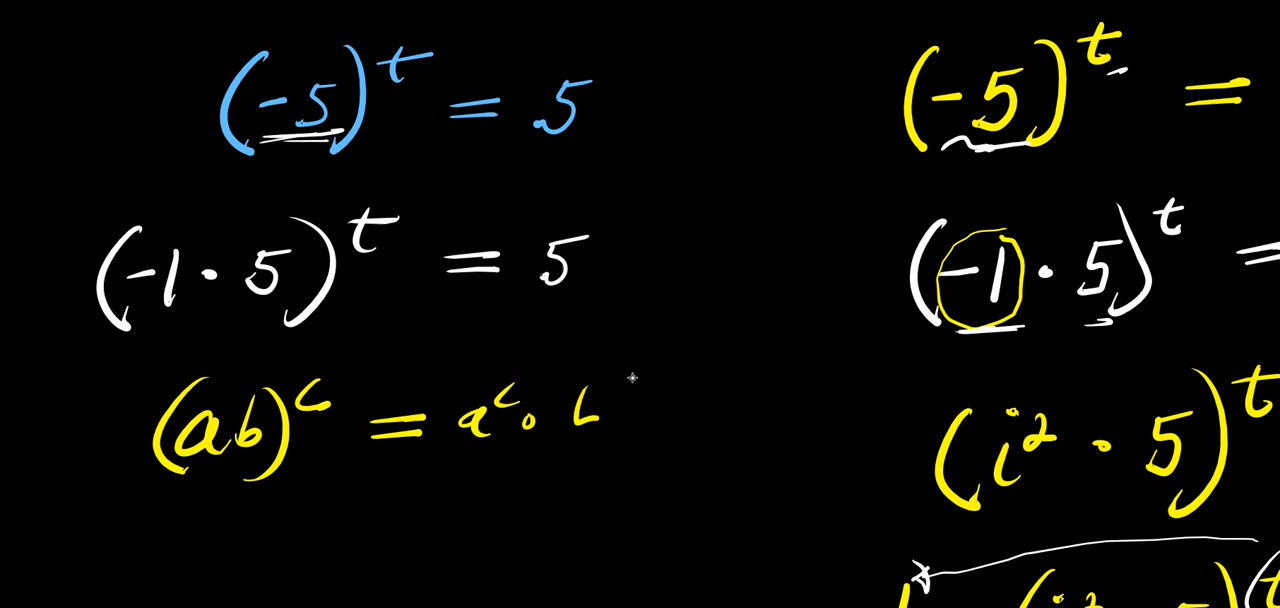 (-5)^t = 5
(-1 · 5)^t = 5
(ab)^c = a^c · b
(-5)^t =
(-1 · 5)^t =
(i^2 · 5)^t